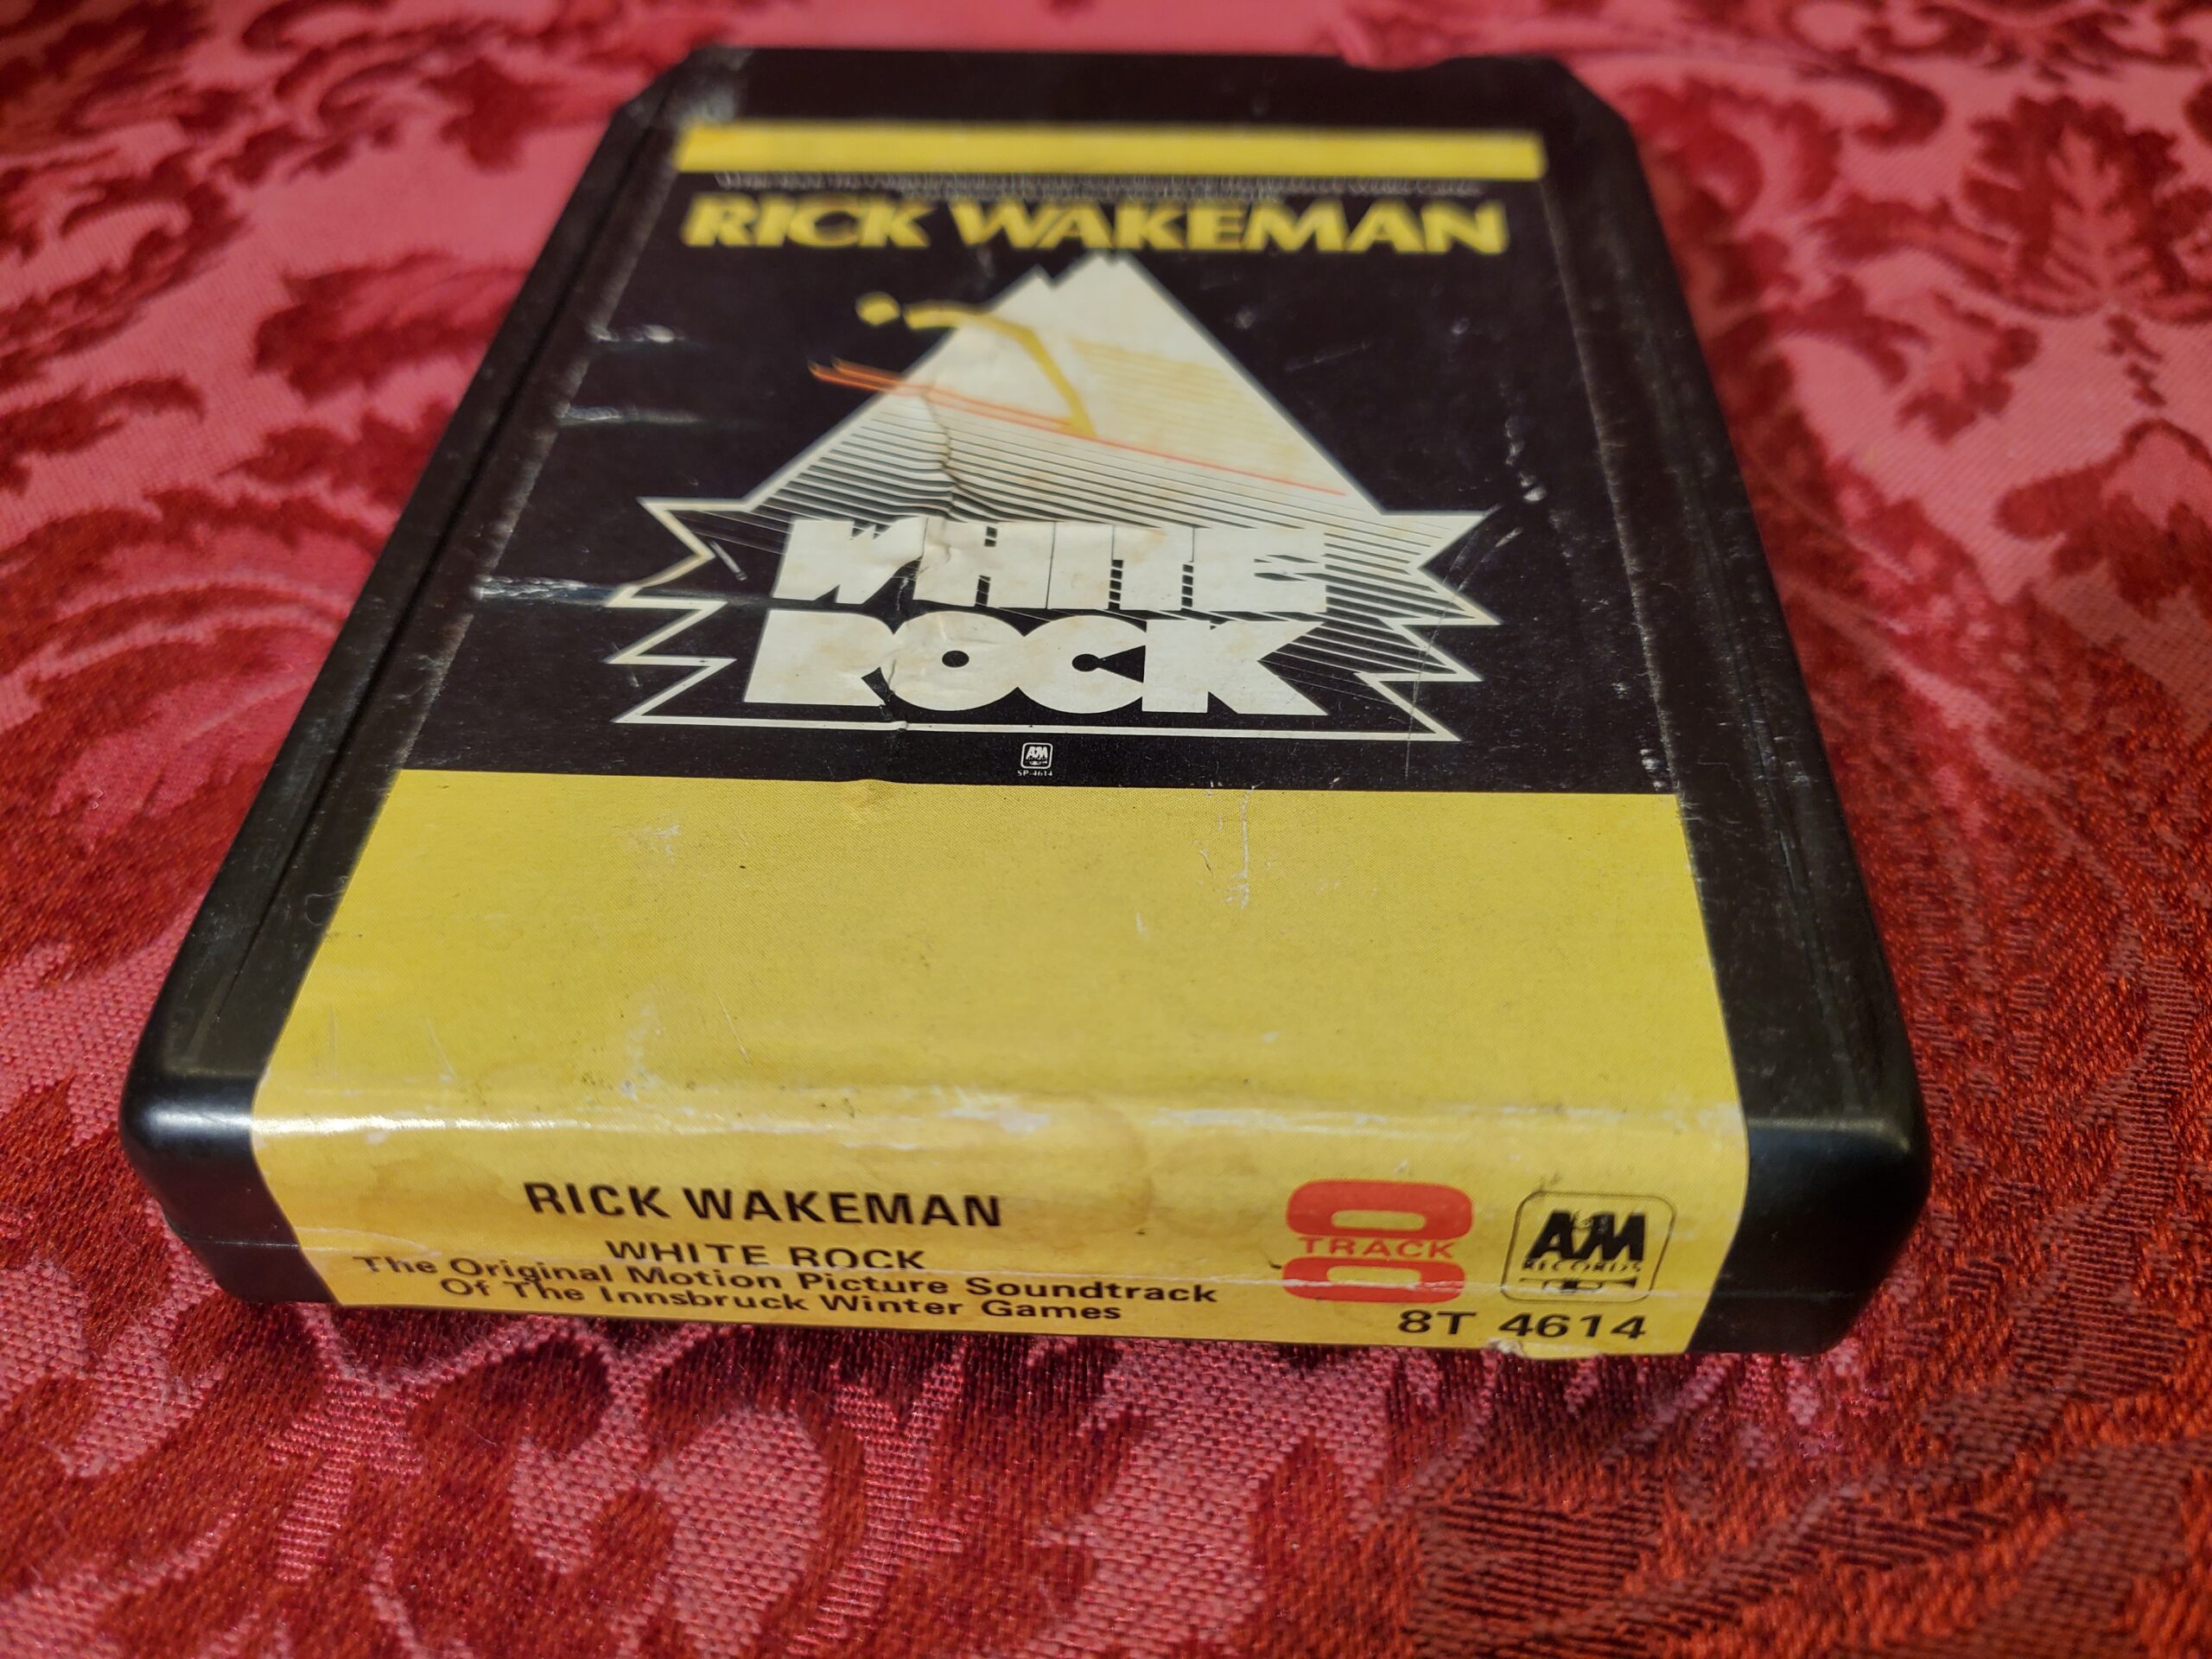 RICK WAKEMAN
WHITE
ROCK
A&M
SP-4614
RICK WAKEMAN
WHITE ROCK
The Original Motion Picture Soundtrack
Of The Innsbruck Winter Games
8
TRACK
A&M
RECORDS
8T 4614